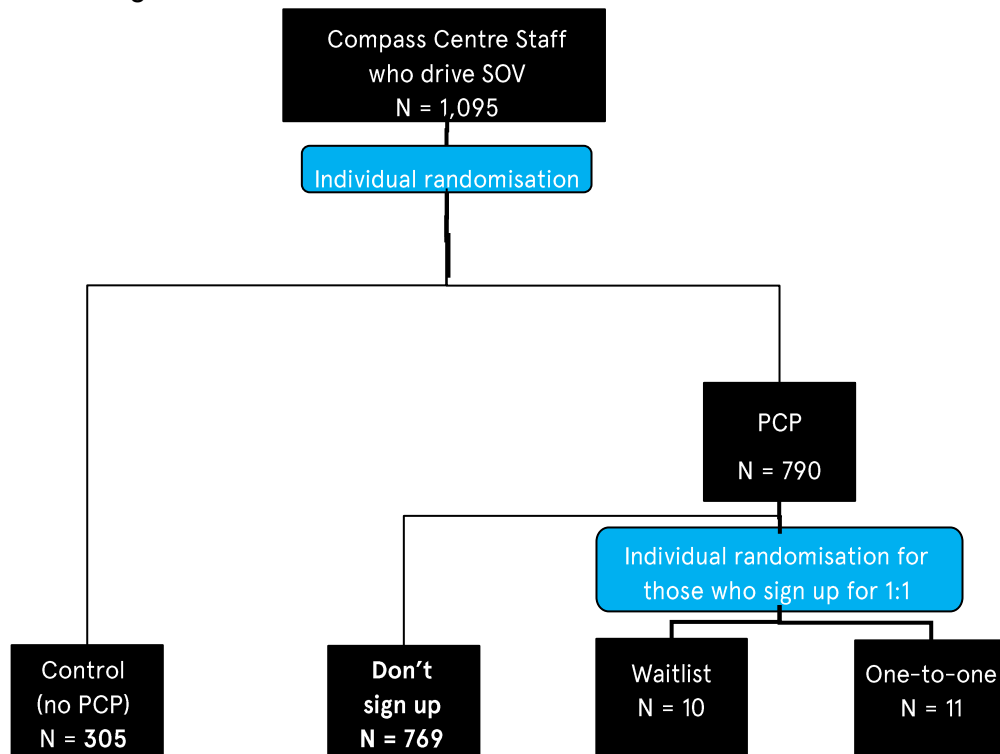 Compass Centre Staff
who drive SOV
N = 1,095
Individual randomisation
PCP
N = 790
Individual randomisation for
those who sign up for 1:1
Control
(no PCP)
N = 305
Don't
sign up
N = 769
Waitlist
N = 10
One-to-one
N = 11